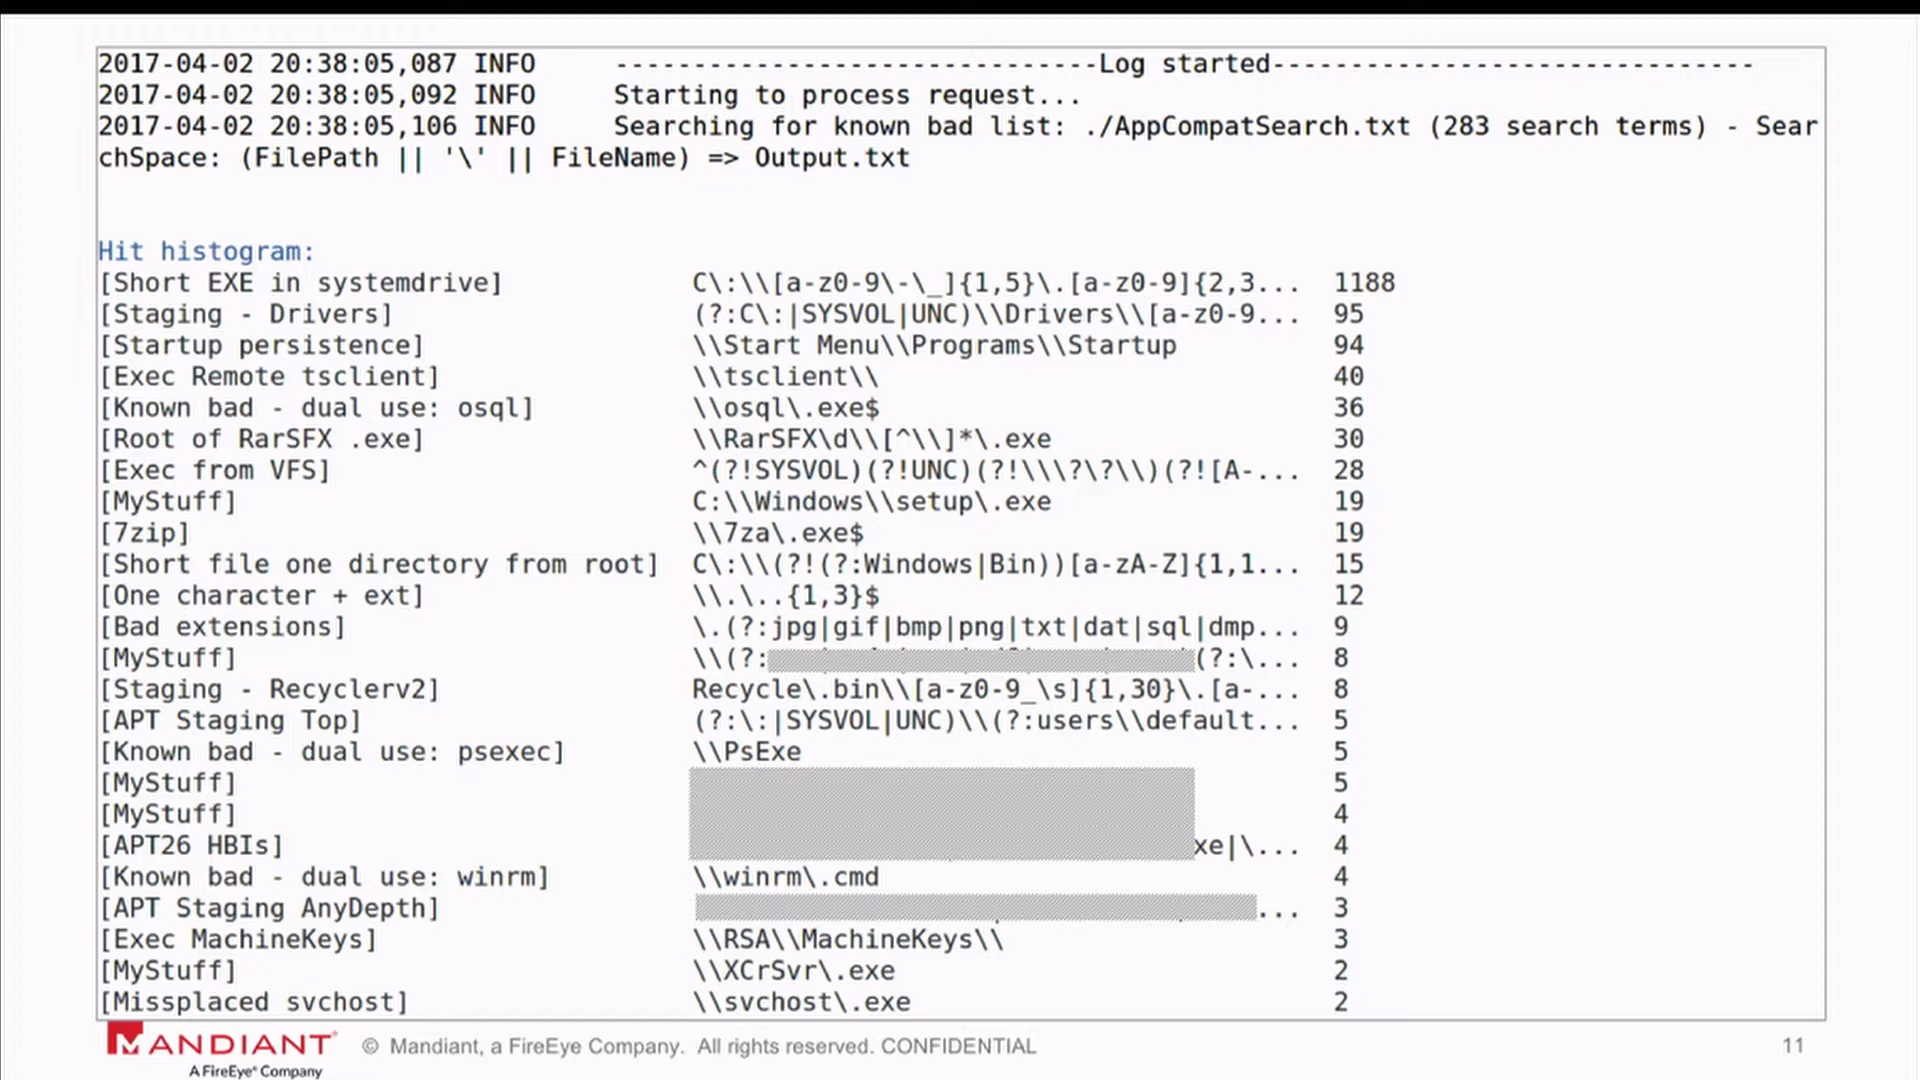 2017-04-02 20:38:05,087 INFO     -------------------------------Log started-------------------------------
2017-04-02 20:38:05,092 INFO     Starting to process request...
2017-04-02 20:38:05,106 INFO     Searching for known bad list: ./AppCompatSearch.txt (283 search terms) - Sear
chSpace: (FilePath || '\' || FileName) => Output.txt
Hit histogram:
[Short EXE in systemdrive] C\:\\[a-z0-9\-\_]{1,5}\.[a-z0-9]{2,3... 1188
[Staging - Drivers] (?:C\:|SYSVOL|UNC)\\Drivers\\[a-z0-9... 95
[Startup persistence] \\Start Menu\\Programs\\Startup 94
[Exec Remote tsclient] \\tsclient\\ 40
[Known bad - dual use: osql] \\osql\.exe$ 36
[Root of RarSFX .exe] \\RarSFX\d\\[^\\]*\.exe 30
[Exec from VFS] ^(?!SYSVOL)(?!UNC)(?!\\\?\?\\)(?![A-... 28
[MyStuff] C:\\Windows\\setup\.exe 19
[7zip] \\7za\.exe$ 19
[Short file one directory from root] C\:\\(?!(?:Windows|Bin))[a-zA-Z]{1,1... 15
[One character + ext] \\.\..{1,3}$ 12
[Bad extensions] \.(?:jpg|gif|bmp|png|txt|dat|sql|dmp... 9
[MyStuff] \\(?: (?:\... 8
[Staging - Recyclerv2] Recycle\.bin\\[a-z0-9_\s]{1,30}\.[a-... 8
[APT Staging Top] (?:\:|SYSVOL|UNC)\\(?:users\\default... 5
[Known bad - dual use: psexec] \\PsExe 5
[MyStuff] 5
[MyStuff] 4
[APT26 HBIs] xe|\... 4
[Known bad - dual use: winrm] \\winrm\.cmd 4
[APT Staging AnyDepth] ... 3
[Exec MachineKeys] \\RSA\\MachineKeys\\ 3
[MyStuff] \\XCrSvr\.exe 2
[Missplaced svchost] \\svchost\.exe 2
MANDIANT
A FireEye® Company
© Mandiant, a FireEye Company. All rights reserved. CONFIDENTIAL
11